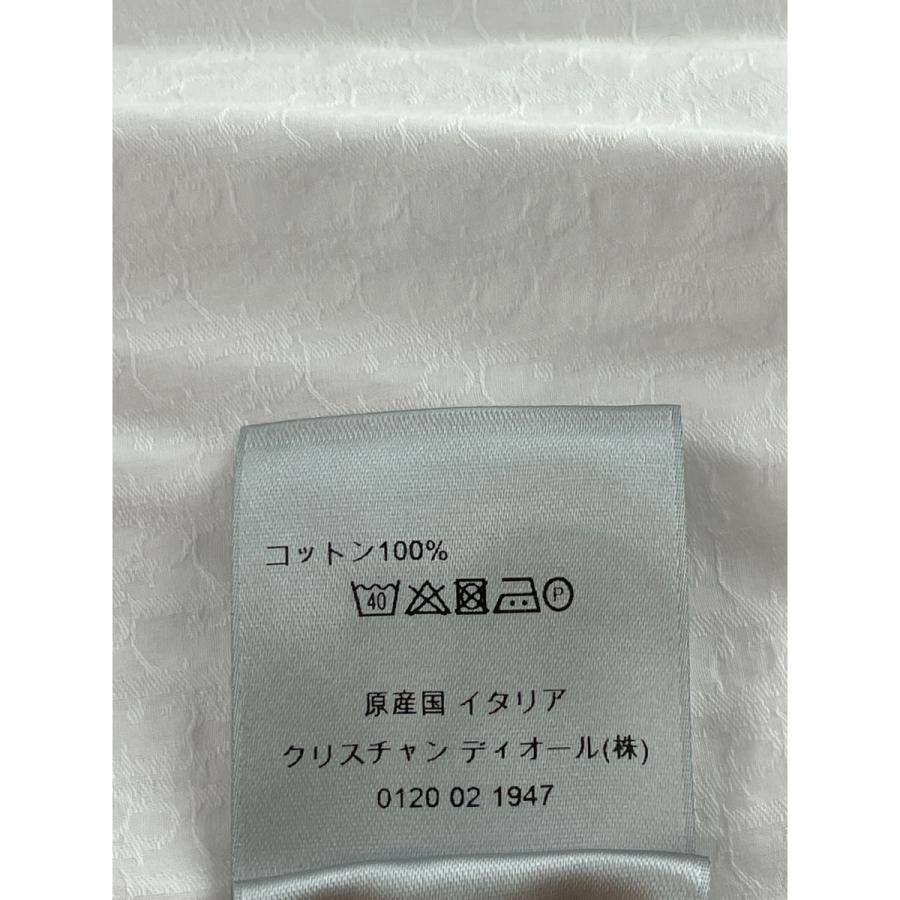 コットン100%
40 P
原産国 イタリア
クリスチャン ディオール(株)
0120 02 1947